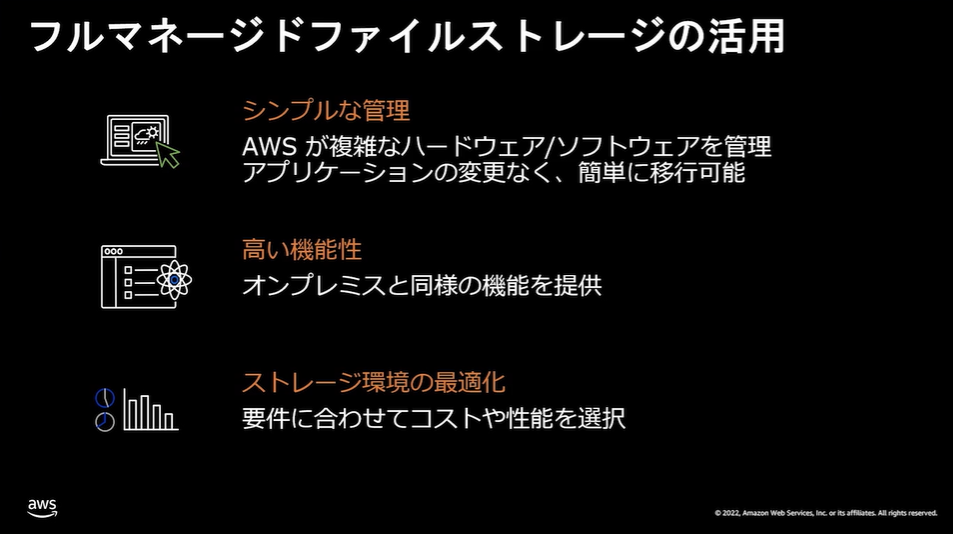 フルマネージドファイルストレージの活用
シンプルな管理
AWS が複雑なハードウェア/ソフトウェアを管理
アプリケーションの変更なく、簡単に移行可能
高い機能性
オンプレミスと同様の機能を提供
ストレージ環境の最適化
要件に合わせてコストや性能を選択
aws
© 2022, Amazon Web Services, Inc. or its affiliates. All rights reserved.